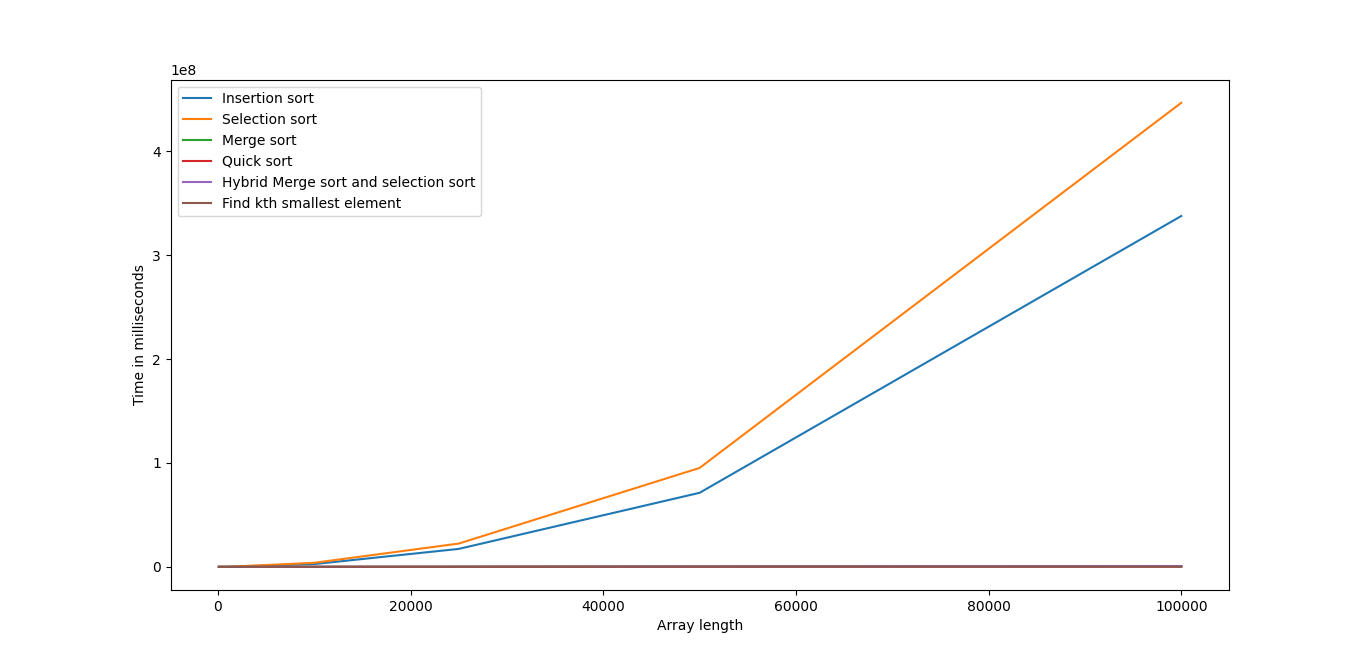 1e8
Insertion sort
Selection sort
Merge sort
Quick sort
Hybrid Merge sort and selection sort
Find kth smallest element
4
3
2
1
0
Time in milliseconds
0 20000 40000 60000 80000 100000
Array length